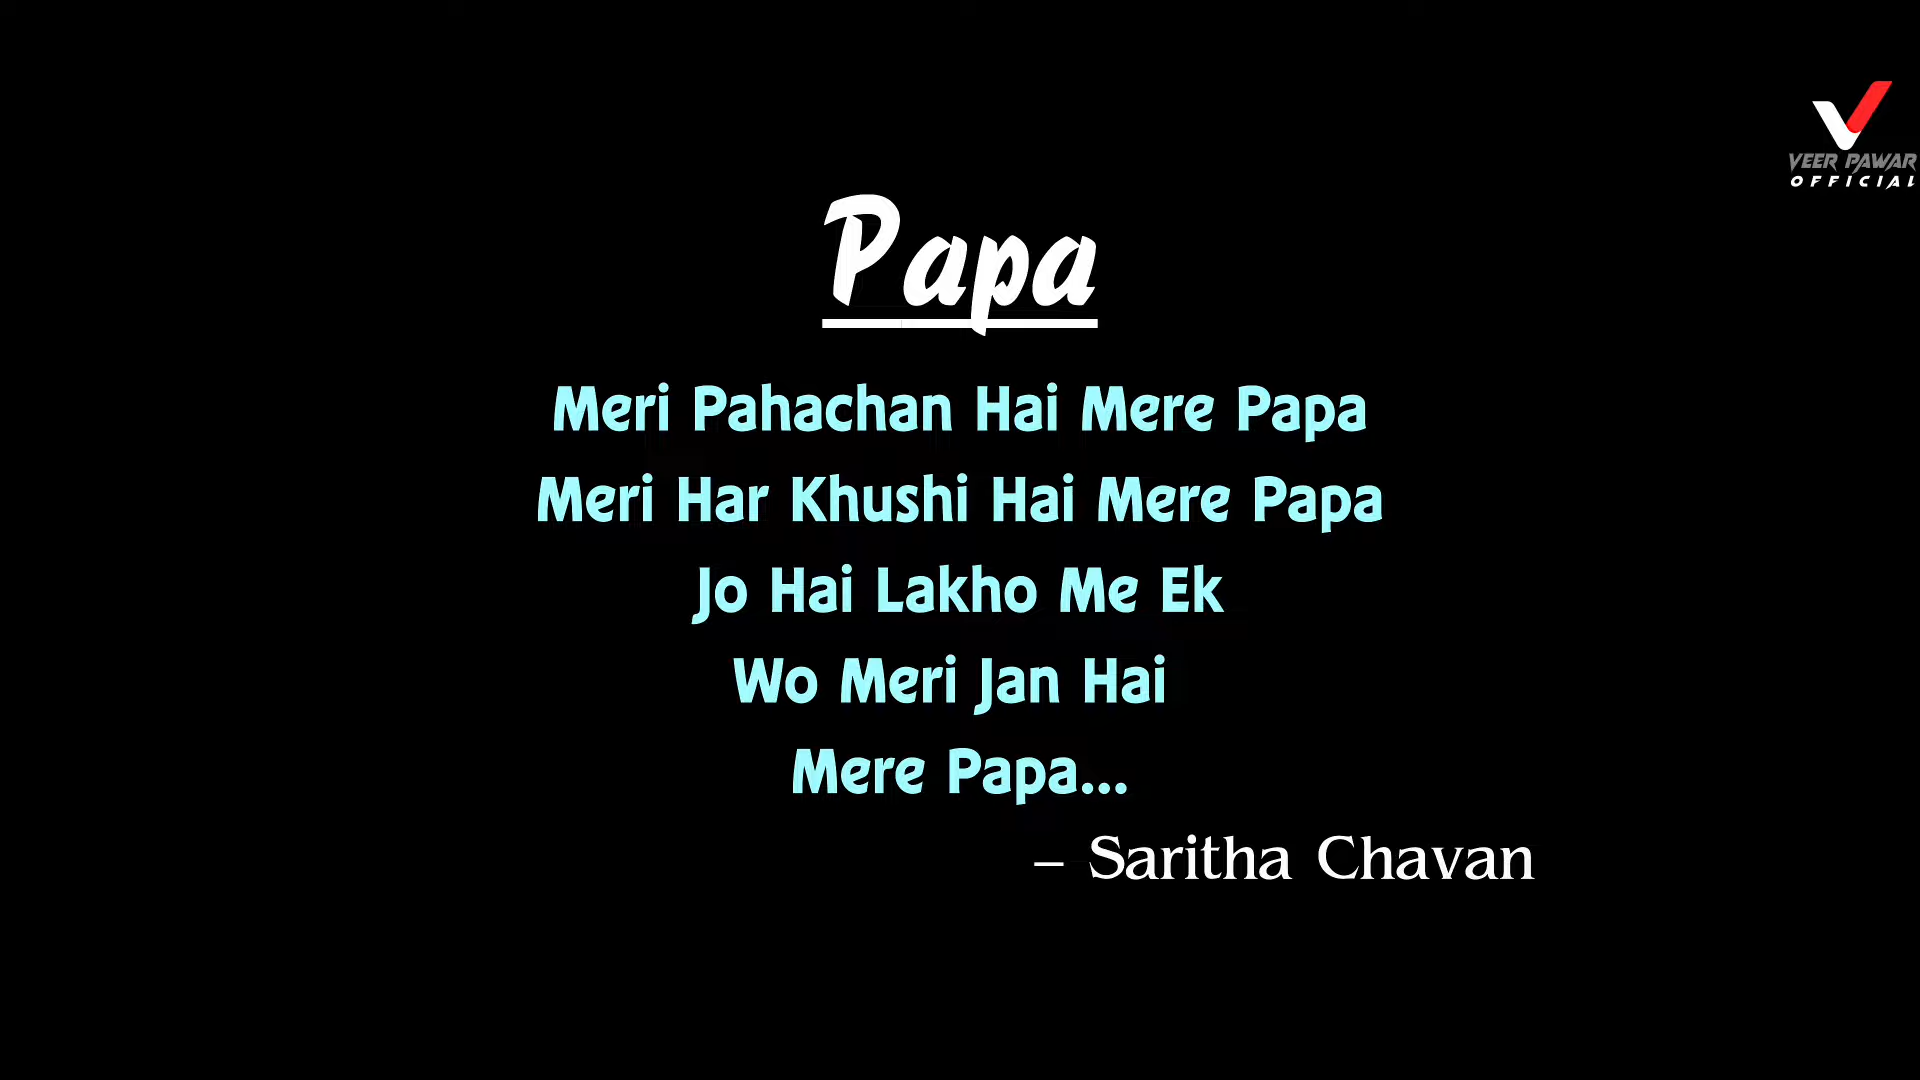 VEER PAWAR
OFFICIAL
Papa
Meri Pahachan Hai Mere Papa
Meri Har Khushi Hai Mere Papa
Jo Hai Lakho Me Ek
Wo Meri Jan Hai
Mere Papa...
– Saritha Chavan